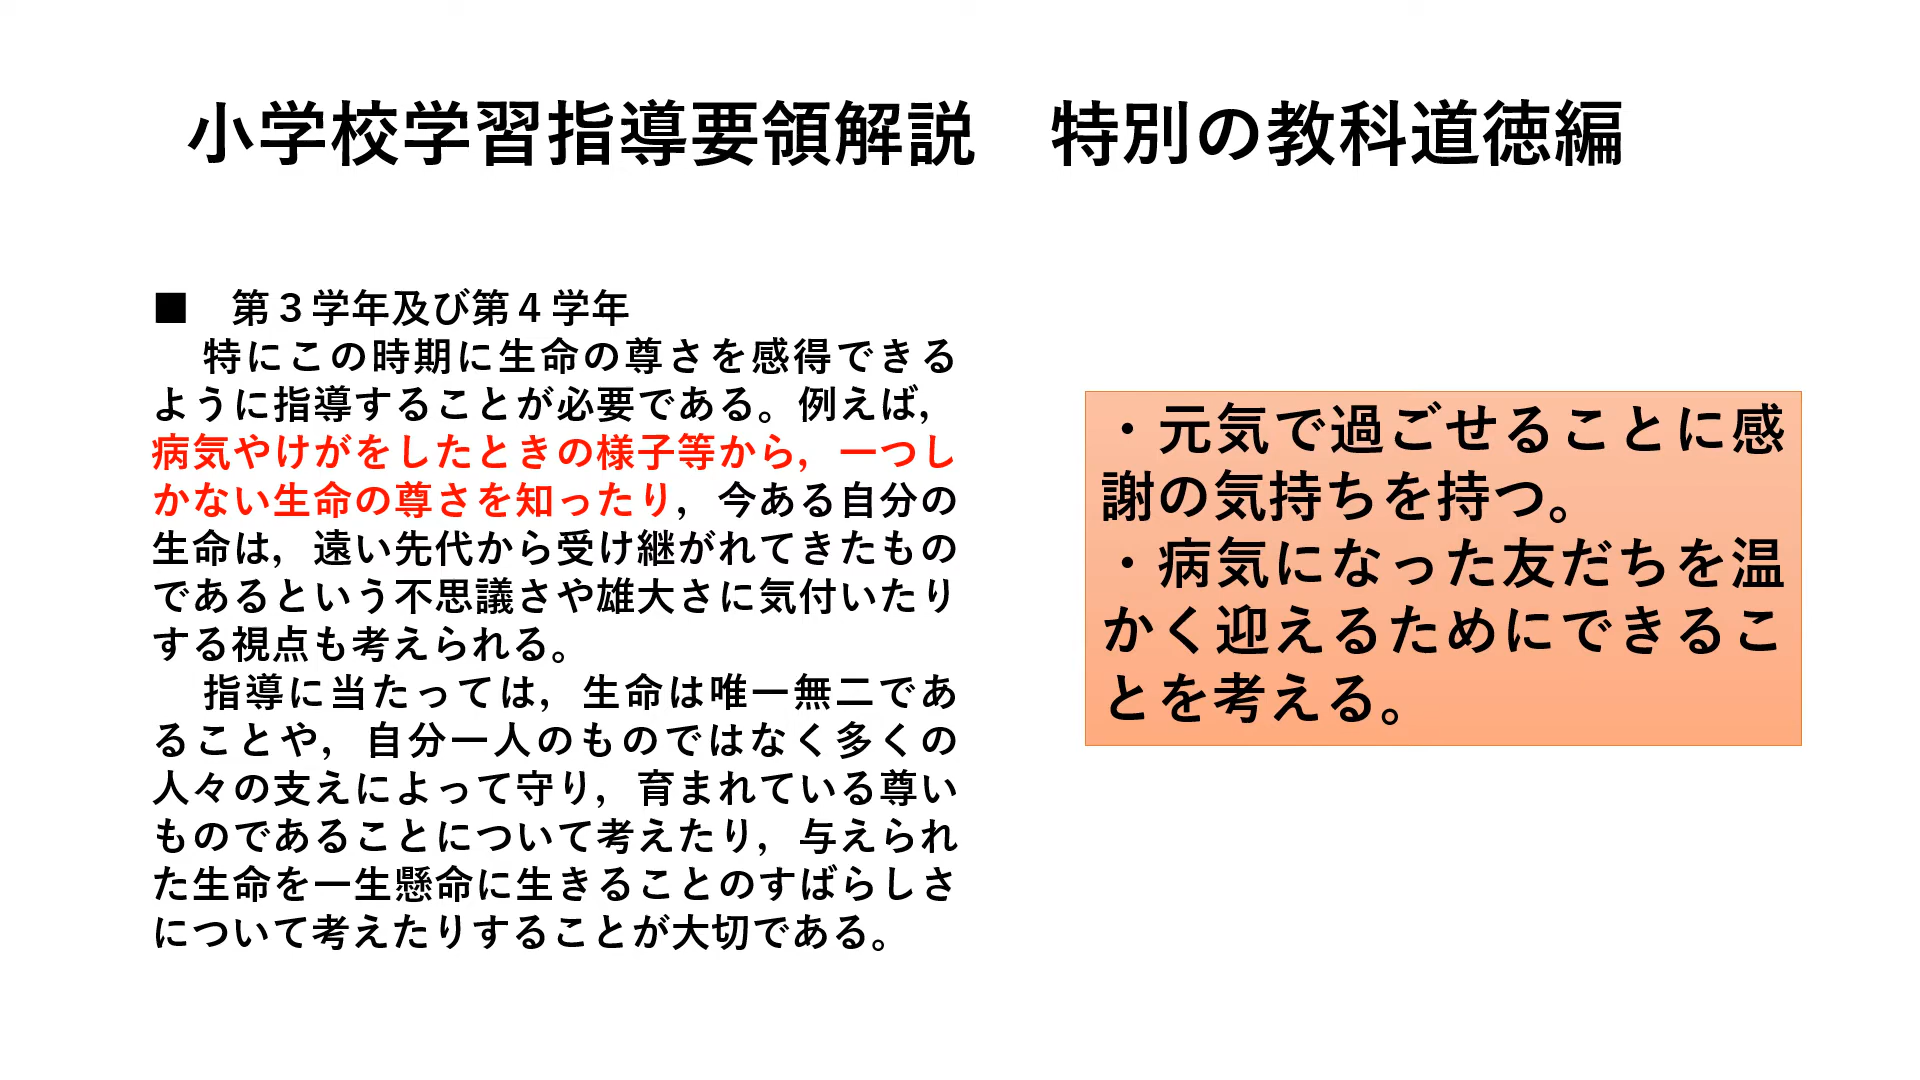 小学校学習指導要領解説　特別の教科道徳編
■　第３学年及び第４学年
特にこの時期に生命の尊さを感得できる
ように指導することが必要である。例えば，
病気やけがをしたときの様子等から，一つし
かない生命の尊さを知ったり，今ある自分の
生命は，遠い先代から受け継がれてきたもの
であるという不思議さや雄大さに気付いたり
する視点も考えられる。
指導に当たっては，生命は唯一無二であ
ることや，自分一人のものではなく多くの
人々の支えによって守り，育まれている尊い
ものであることについて考えたり，与えられ
た生命を一生懸命に生きることのすばらしさ
について考えたりすることが大切である。
・元気で過ごせることに感
謝の気持ちを持つ。
・病気になった友だちを温
かく迎えるためにできるこ
とを考える。